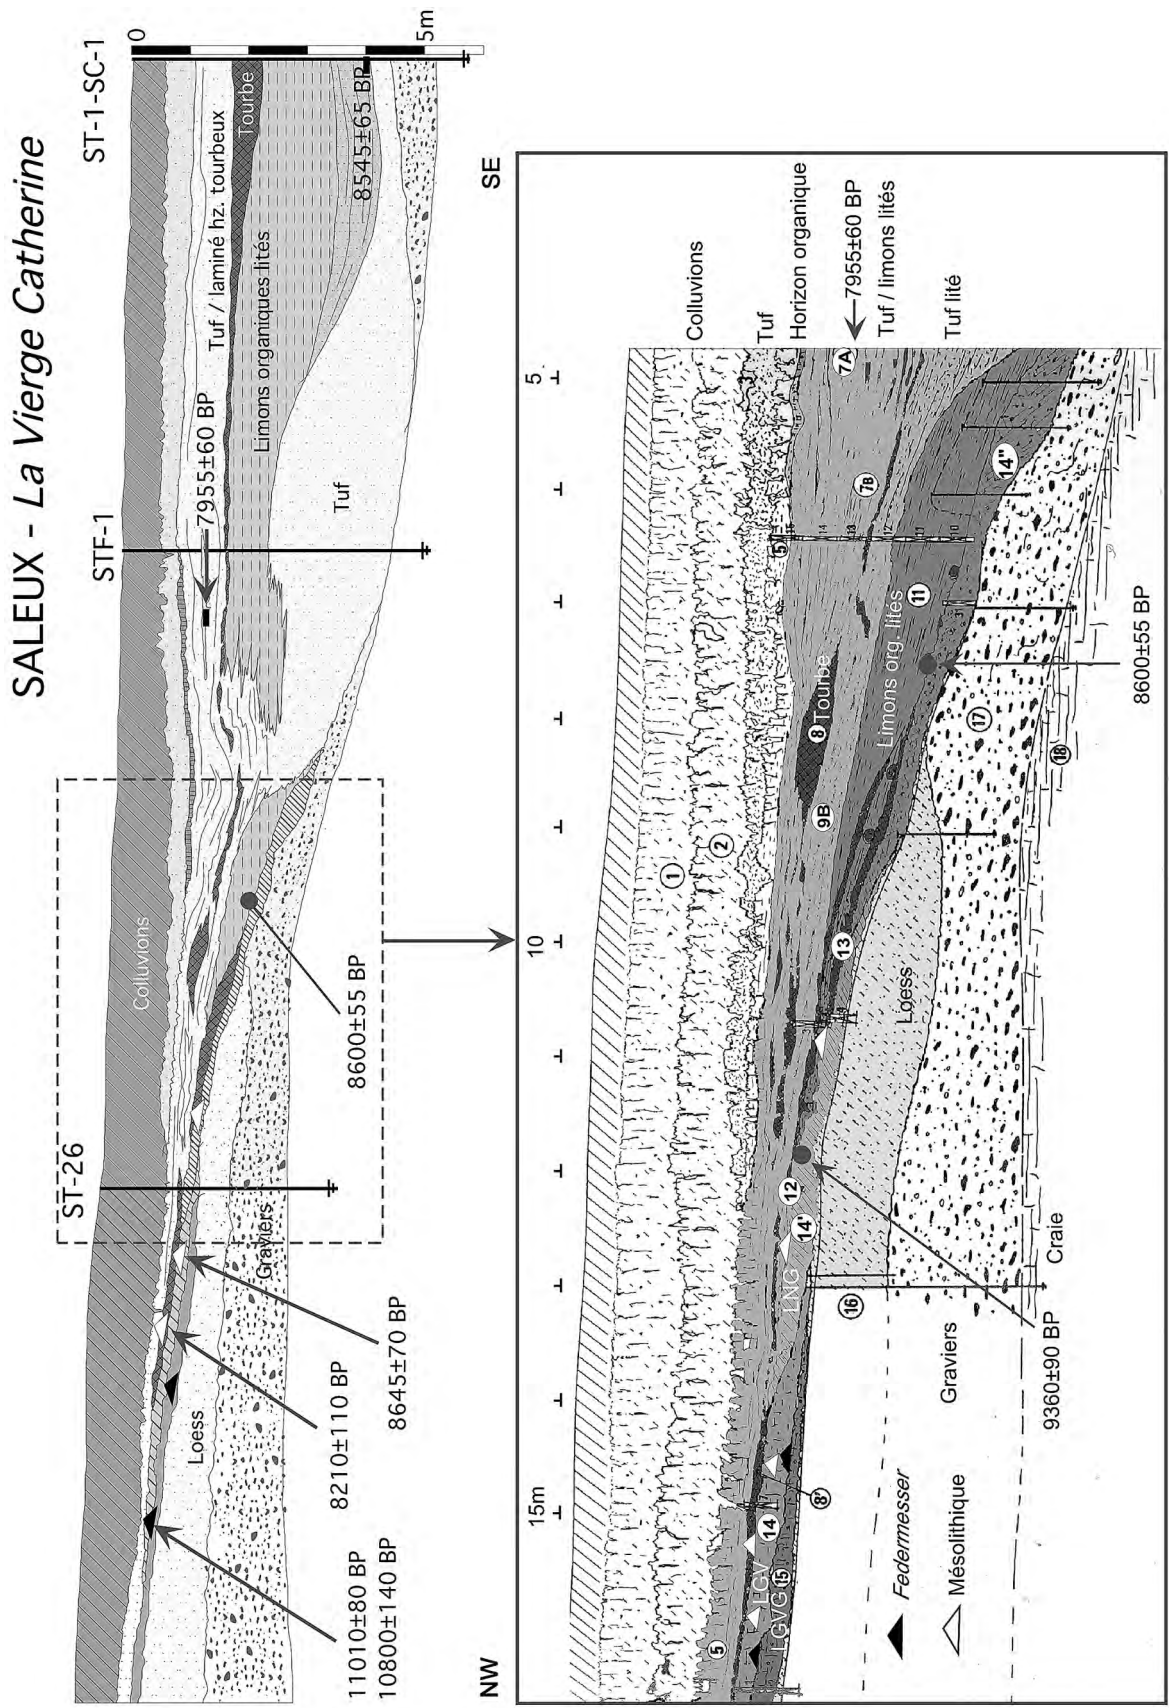 SALEUX - La Vierge Catherine
ST-26
STF-1
ST-1-SC-1
0
5m
Colluvions
7955±60 BP
Tuf / laminé hz. tourbeux
Tourbe
Limons organiques lités
8545±65 BP
Tuf
Loess
Graviers
11010±80 BP
10800±140 BP
8210±110 BP
8645±70 BP
8600±55 BP
NW
SE
15m
10
5
1
2
5
5
Colluvions
Tuf
Horizon organique
7955±60 BP
Tuf / limons lités
Tuf lité
7A
7B
8
Tourbe
9B
11
Limons org. lités
12
13
14
14'
14"
LGV
LGVG
15
LNG
8'
16
17
18
Loess
Graviers
Craie
9360±90 BP
8600±55 BP
Federmesser
Mésolithique